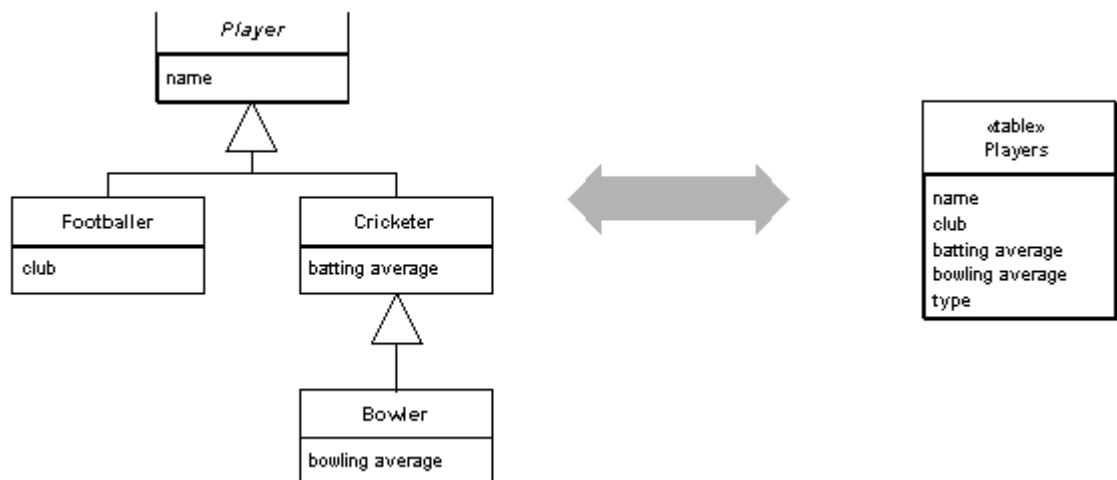 Player
name
Footballer
club
Cricketer
batting average
Bowler
bowling average
«table»
Players
name
club
batting average
bowling average
type